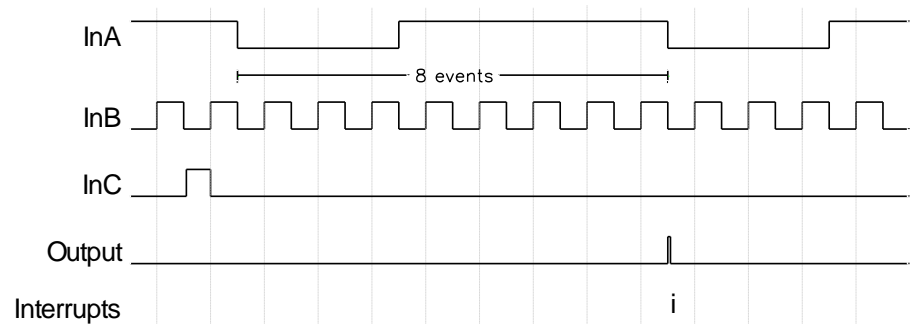 InA
8 events
InB
InC
Output
Interrupts i